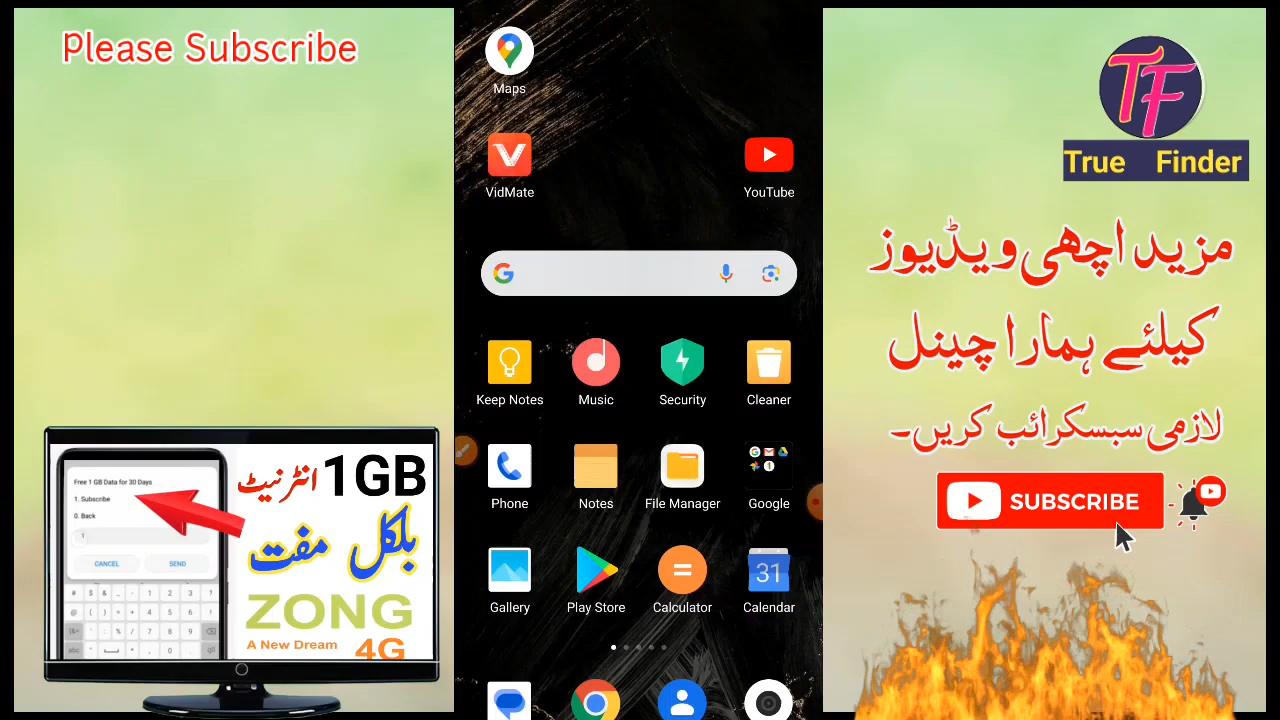 Please Subscribe
Free 1 GB Data for 30 Days
1. Subscribe
0. Back
1
CANCEL SEND
1GB انٹرنیٹ
بلکل مفت
ZONG
A New Dream 4G
Maps
VidMate
YouTube
Keep Notes
Music
Security
Cleaner
Phone
Notes
File Manager
Google
Gallery
Play Store
Calculator
31
Calendar
TF
True Finder
مزید اچھی ویڈیوز
کیلئے ہمارا چینل
لازمی سبسکرائب کریں۔
SUBSCRIBE